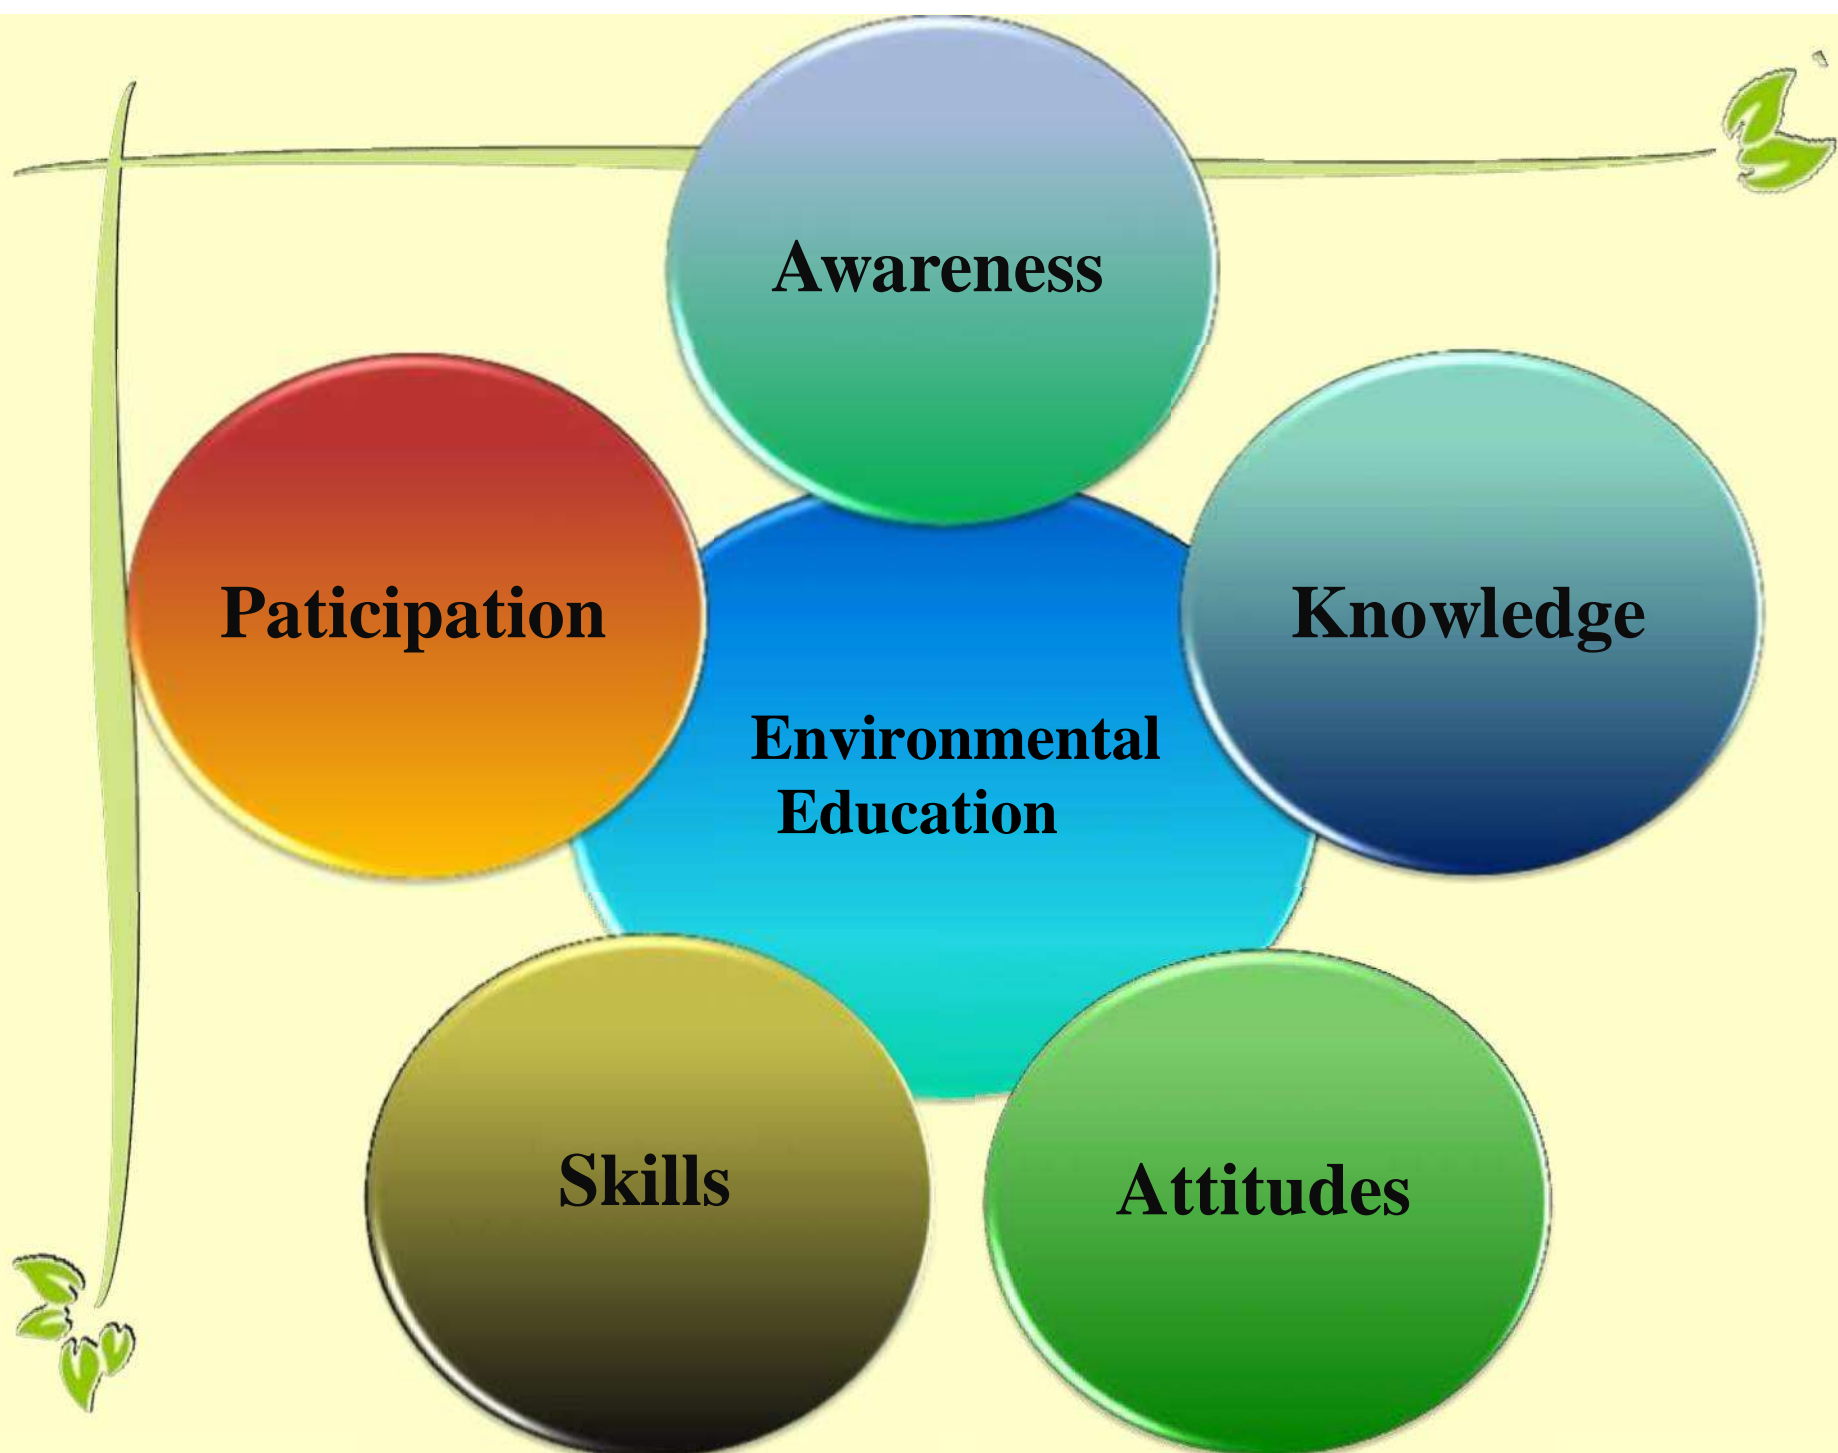 Awareness
Paticipation
Knowledge
Environmental
Education
Skills
Attitudes